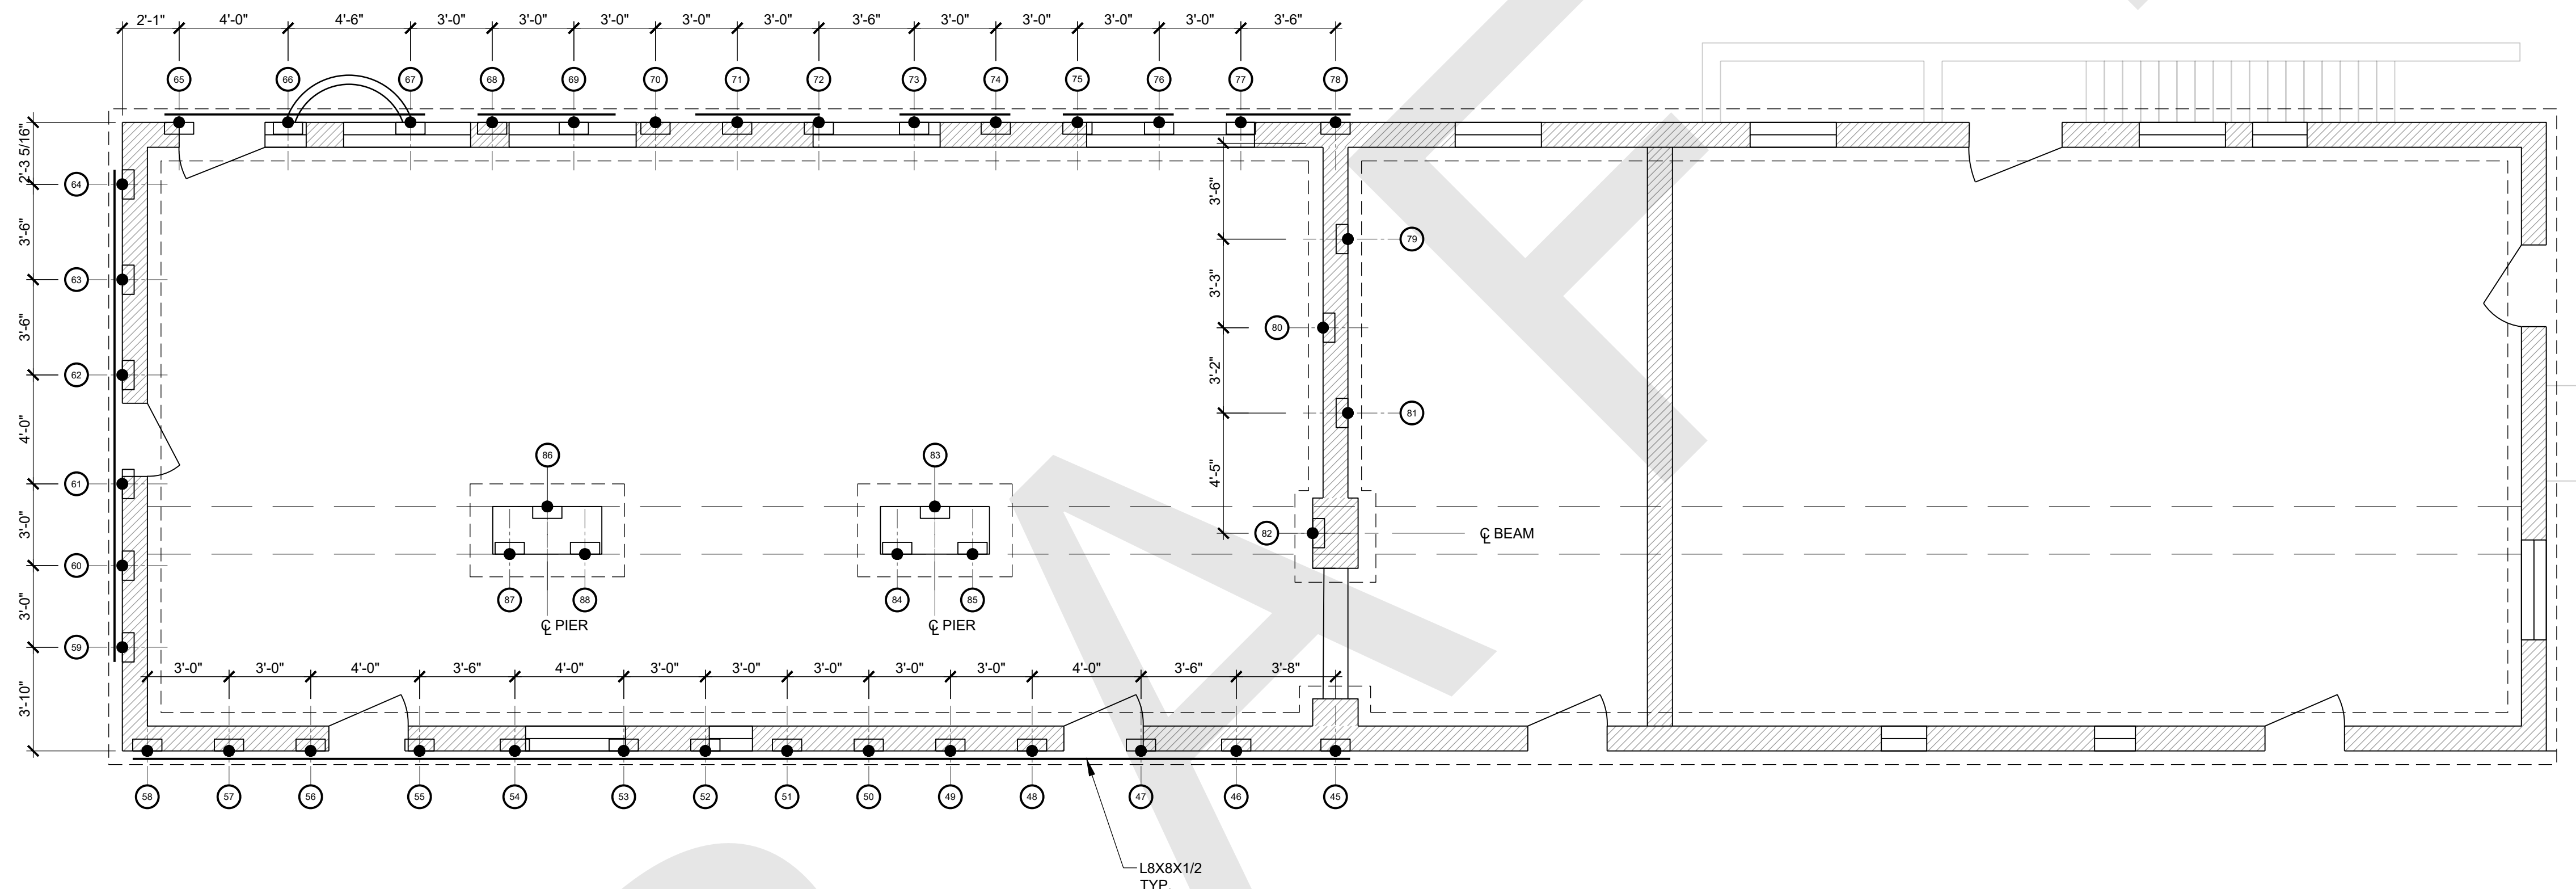 2'-1" 4'-0" 4'-6" 3'-0" 3'-0" 3'-0" 3'-0" 3'-0" 3'-6" 3'-0" 3'-0" 3'-0" 3'-0" 3'-6"
65 66 67 68 69 70 71 72 73 74 75 76 77 78
2'-3 5/16"
64
3'-6"
63
3'-6"
62
4'-0"
61
3'-0"
60
3'-0"
59
3'-10"
3'-6"
79
3'-3"
80
3'-2"
81
4'-5"
82
℄ BEAM
86
83
87 88
84 85
℄ PIER
℄ PIER
3'-0" 3'-0" 4'-0" 3'-6" 4'-0" 3'-0" 3'-0" 3'-0" 3'-0" 3'-0" 4'-0" 3'-6" 3'-8"
58 57 56 55 54 53 52 51 50 49 48 47 46 45
L8X8X1/2
TYP.